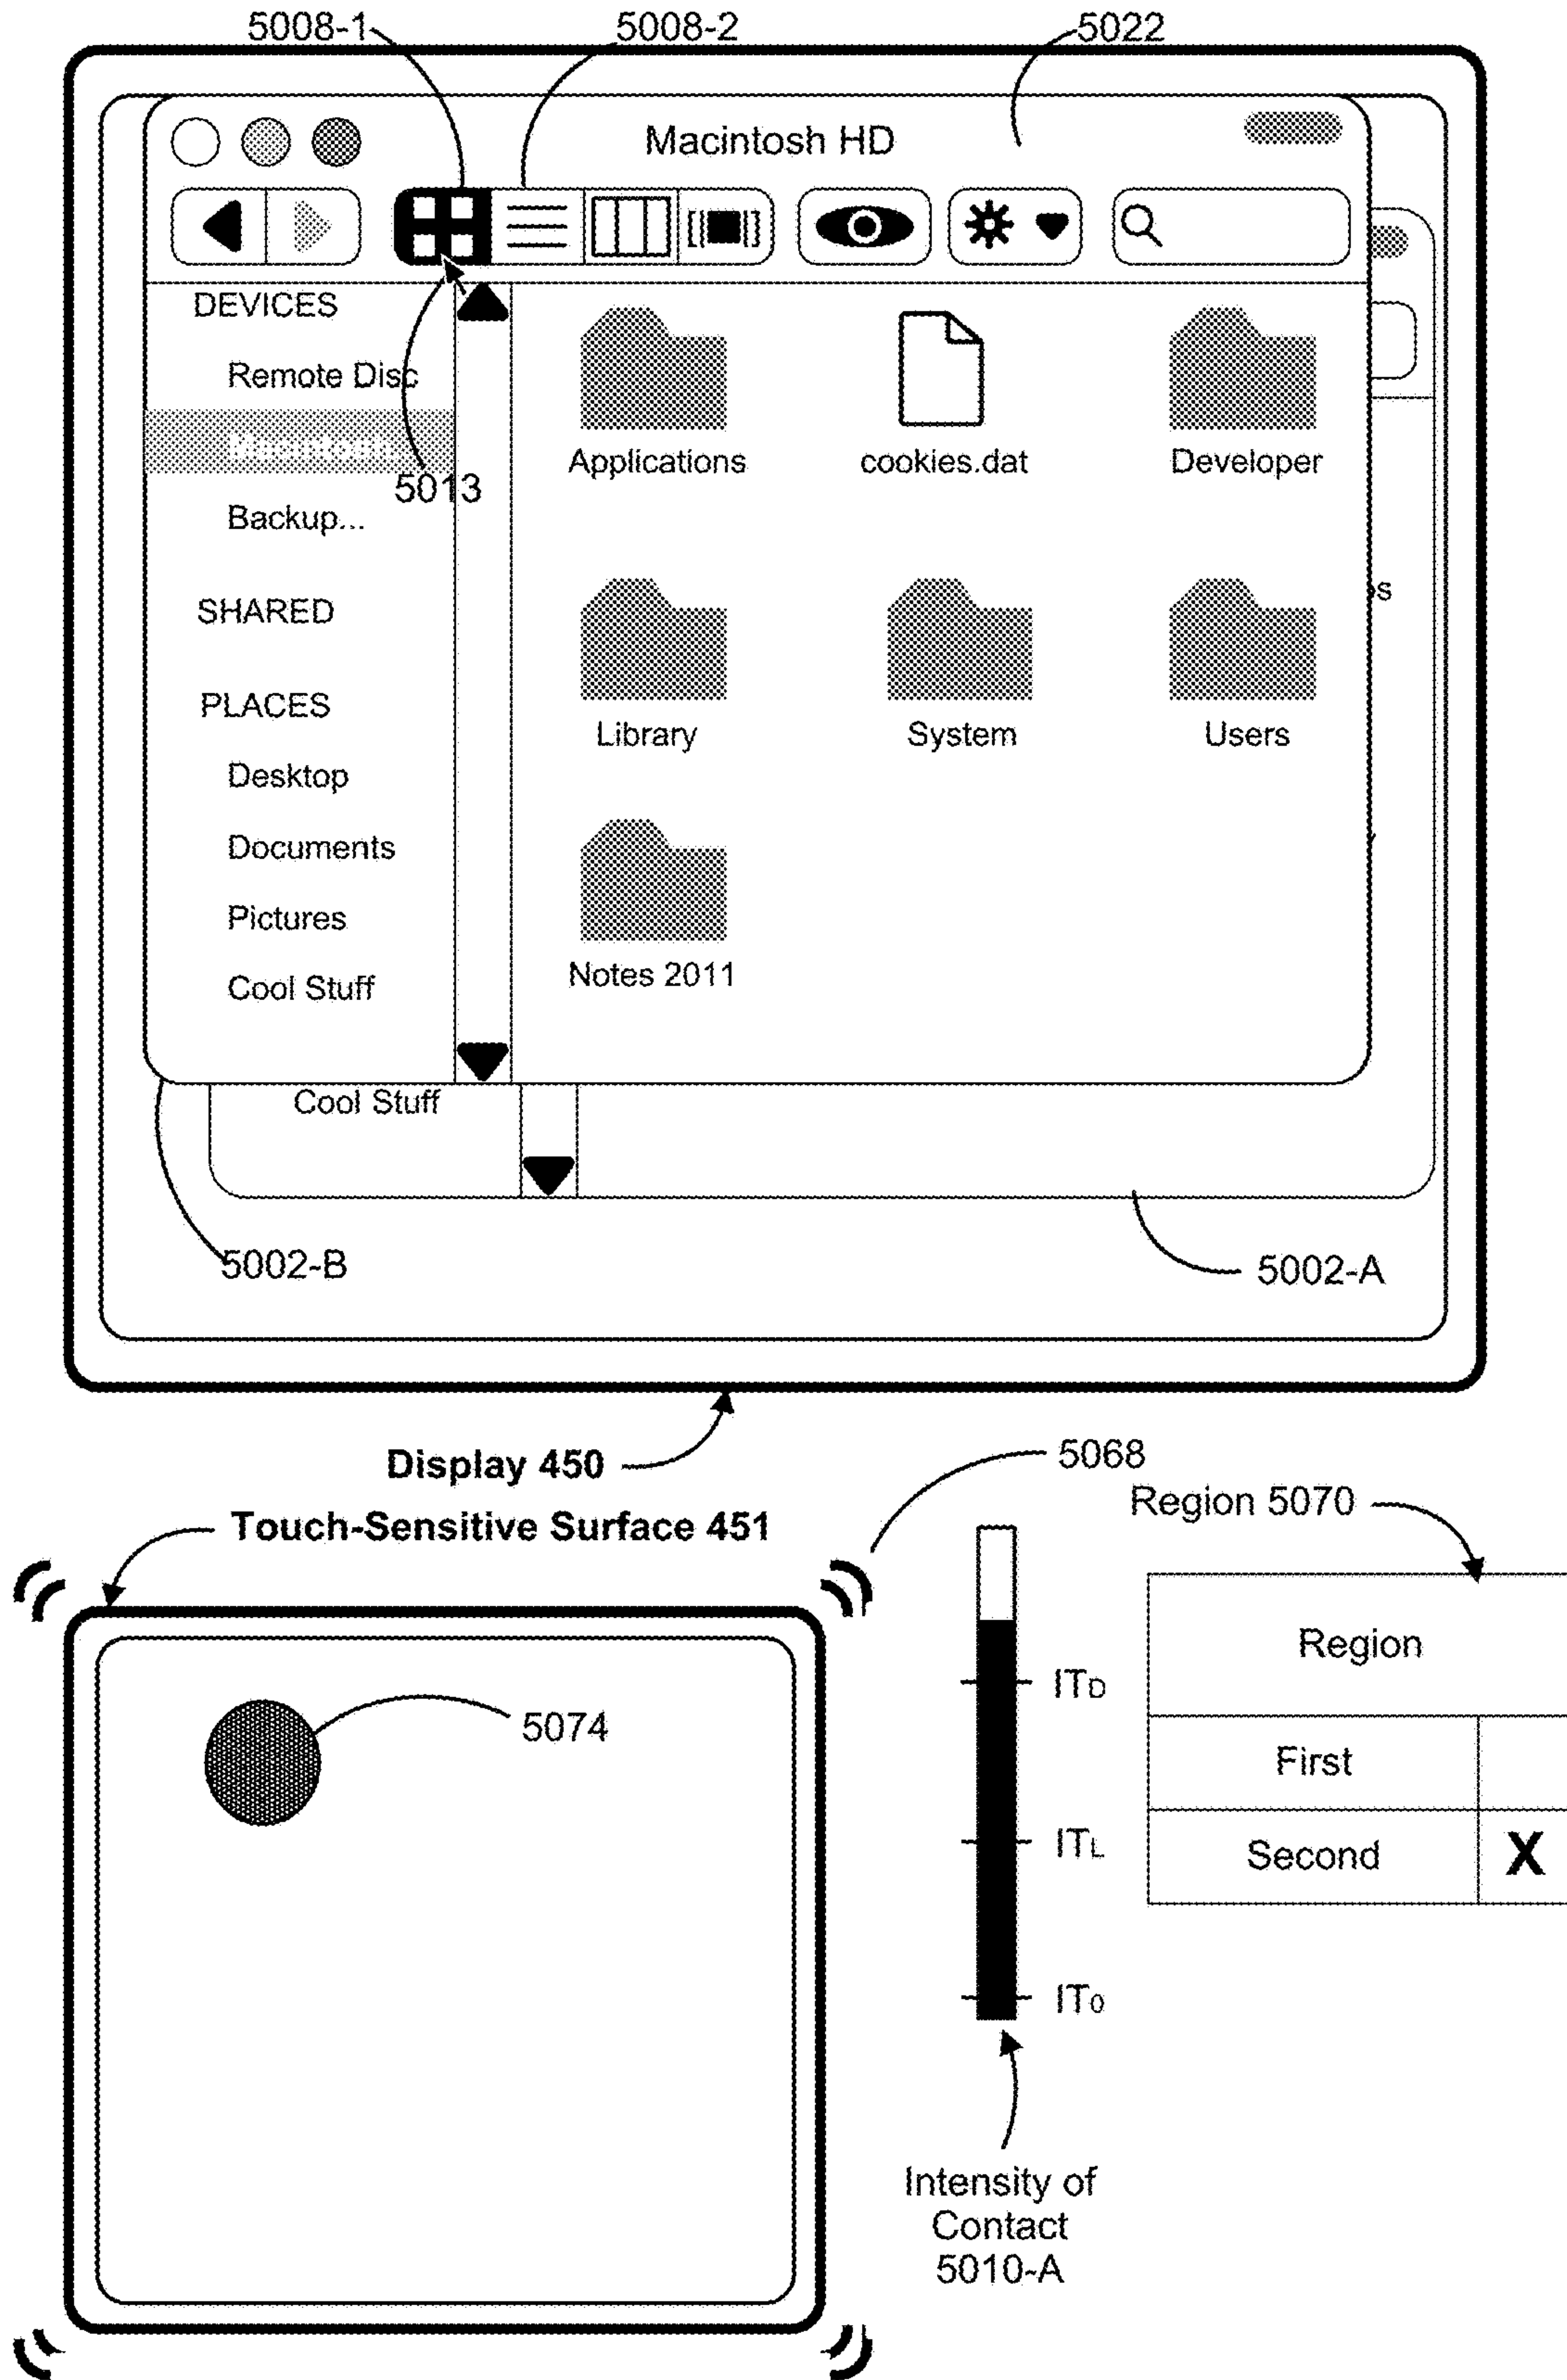 5008-1
5008-2
5022
Macintosh HD
DEVICES
Remote Disc
Macintosh
5013
Backup...
SHARED
PLACES
Desktop
Documents
Pictures
Cool Stuff
Applications
cookies.dat
Developer
Library
System
Users
Notes 2011
s
Cool Stuff
5002-B
5002-A
Display 450
5068
Touch-Sensitive Surface 451
Region 5070
Region
First
Second X
5074
ITD
ITL
IT0
Intensity of
Contact
5010-A